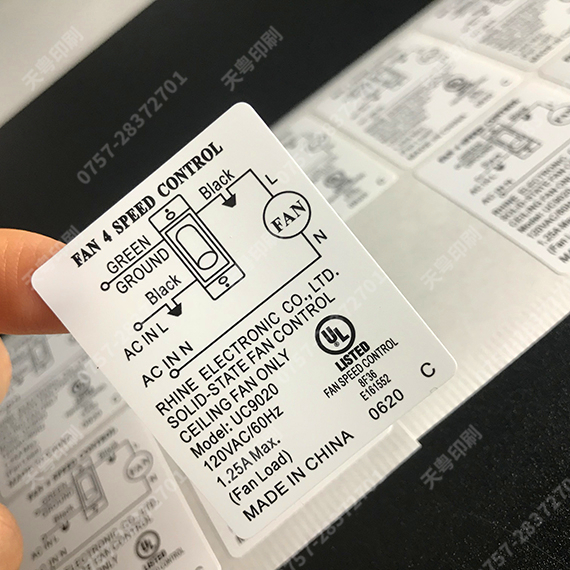 FAN 4 SPEED CONTROL
GREEN
GROUND
Black
L
FAN
N
Black
AC IN L
AC IN N
RHINE ELECTRONIC CO.,LTD.
SOLID-STATE FAN CONTROL
CEILING FAN ONLY
Model: UC9020
120VAC/60Hz
1.25A Max.
(Fan Load)
MADE IN CHINA
0620
C
UL
LISTED
FAN SPEED CONTROL
8F36
E161552
天粤印刷
0757-28372701